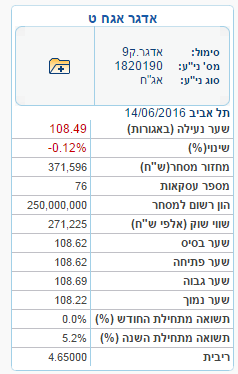 אדגר אגח ט
סימול: אדגר.ק9
מס' ני"ע: 1820190
סוג ני"ע: אג"ח
תל אביב 14/06/2016
שער נעילה (באגורות) 108.49
שינוי(%) -0.12%
מחזור מסחר(ש"ח) 371,596
מספר עסקאות 76
הון רשום למסחר 250,000,000
שווי שוק (אלפי ש"ח) 271,225
שער בסיס 108.62
שער פתיחה 108.62
שער גבוה 108.69
שער נמוך 108.22
תשואה מתחילת החודש (%) 0.0%
תשואה מתחילת השנה (%) 5.2%
ריבית 4.65000